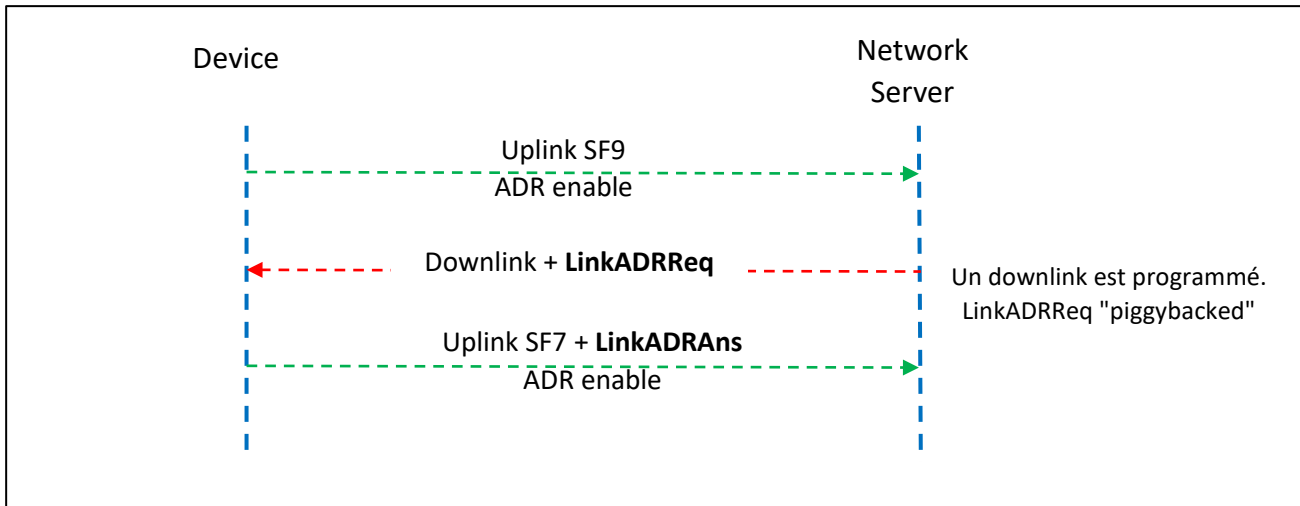 Device
Network
Server
Uplink SF9
ADR enable
Downlink + LinkADRReq
Un downlink est programmé.
LinkADRReq "piggybacked"
Uplink SF7 + LinkADRAns
ADR enable